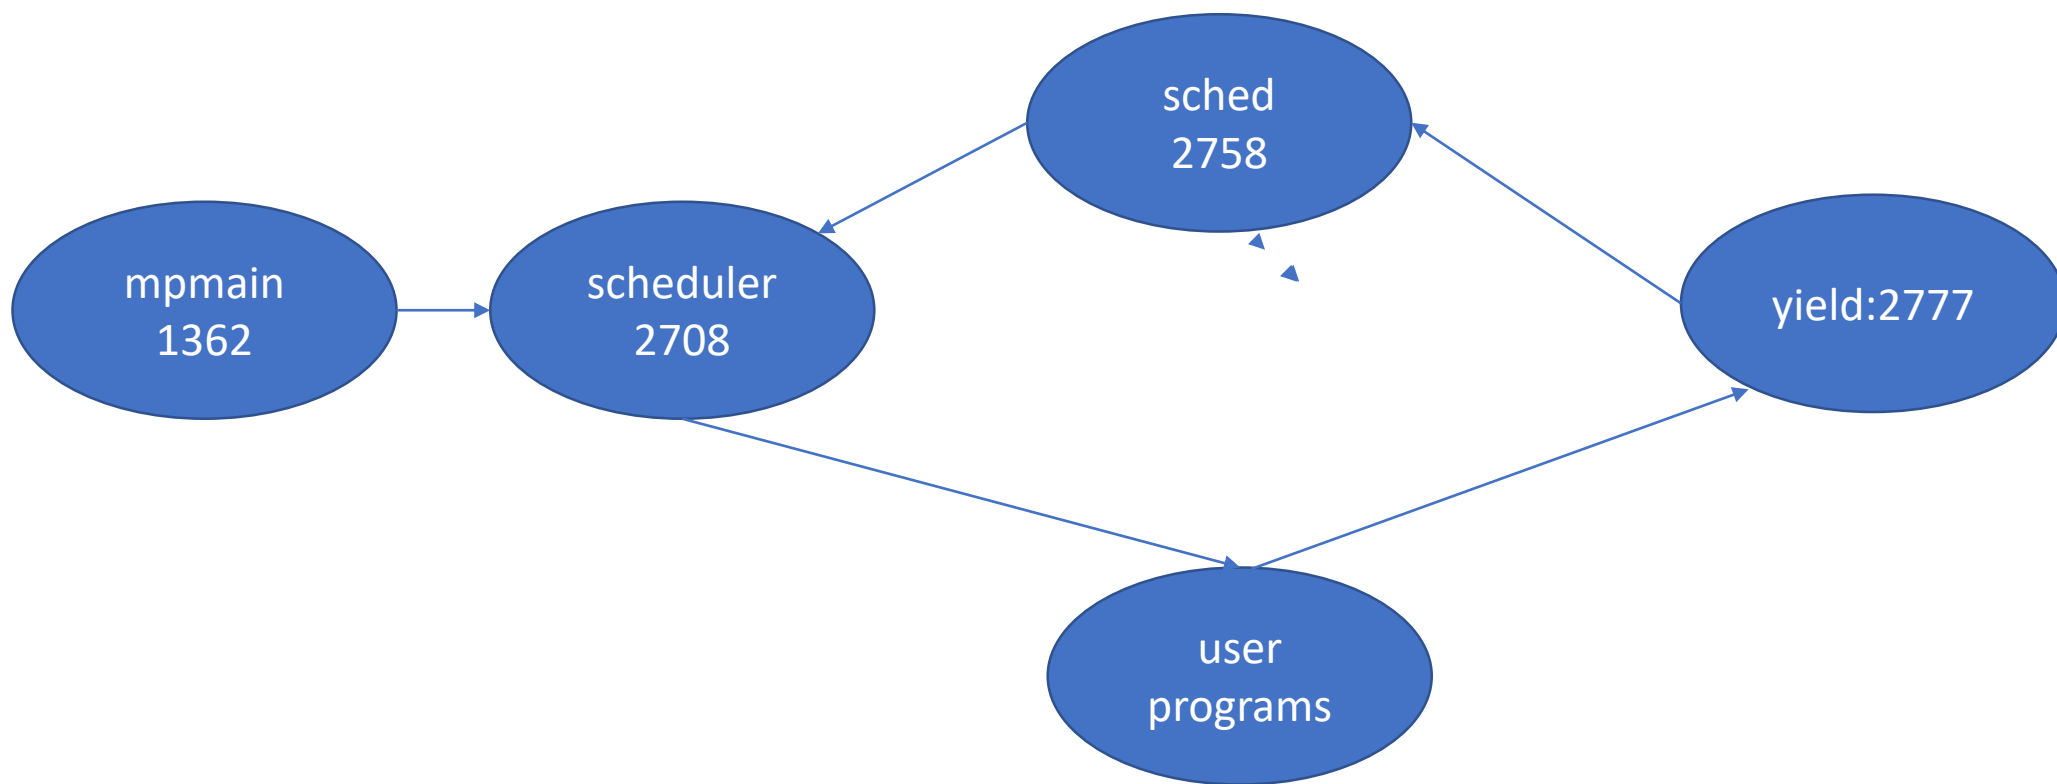 sched
2758
mpmain
1362
scheduler
2708
yield:2777
user
programs